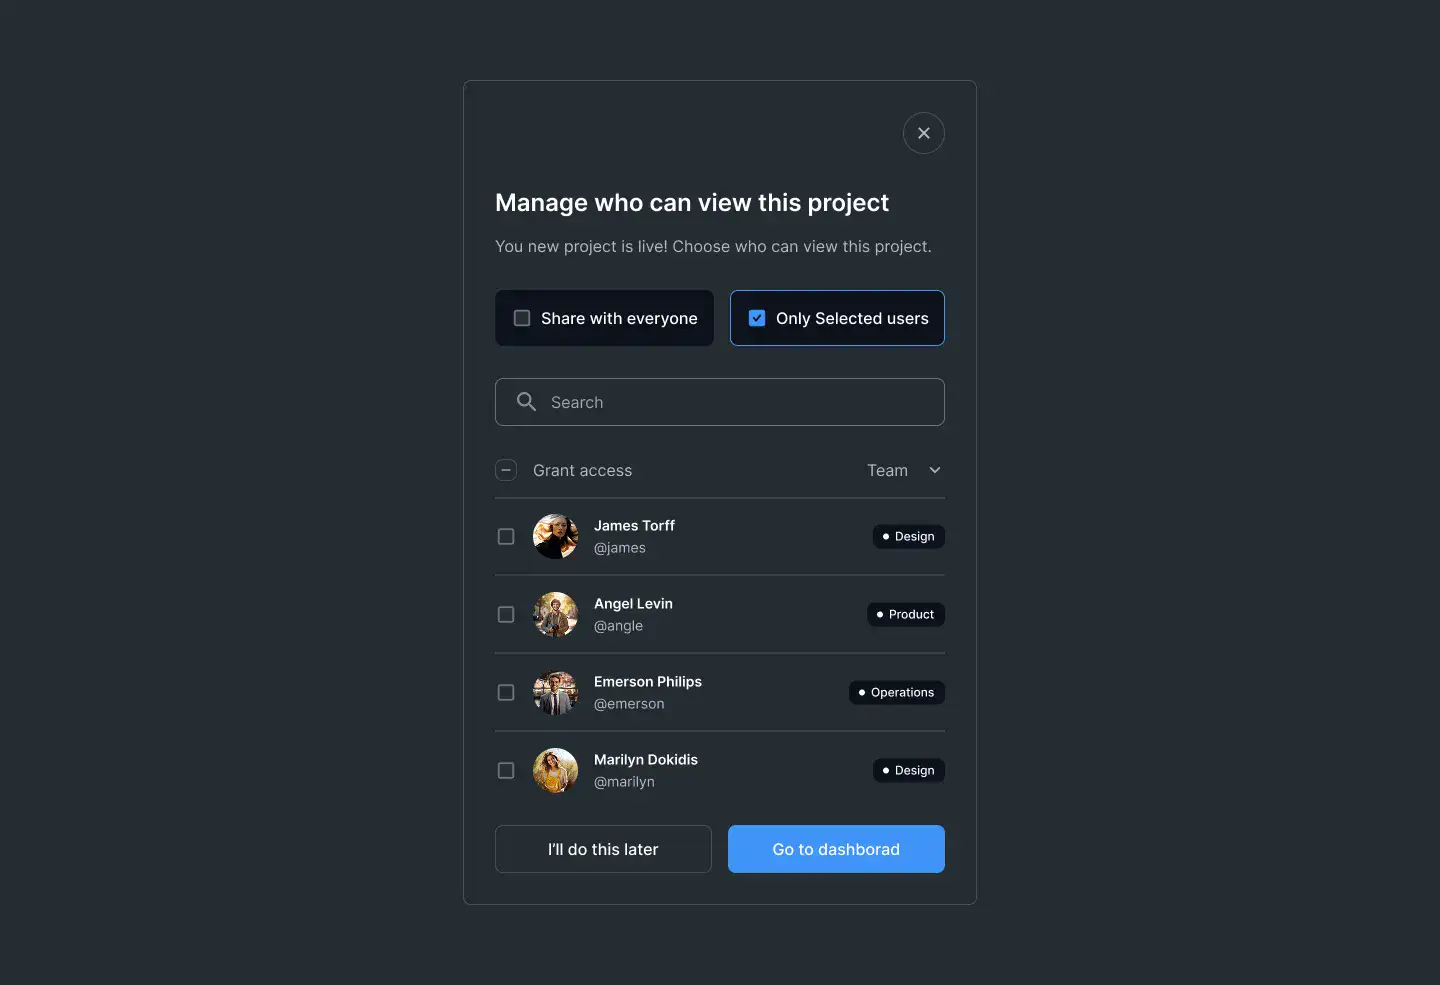 Manage who can view this project
You new project is live! Choose who can view this project.
Share with everyone
Only Selected users
Search
Grant access
Team
James Torff
@james
Design
Angel Levin
@angle
Product
Emerson Philips
@emerson
Operations
Marilyn Dokidis
@marilyn
Design
I'll do this later
Go to dashborad